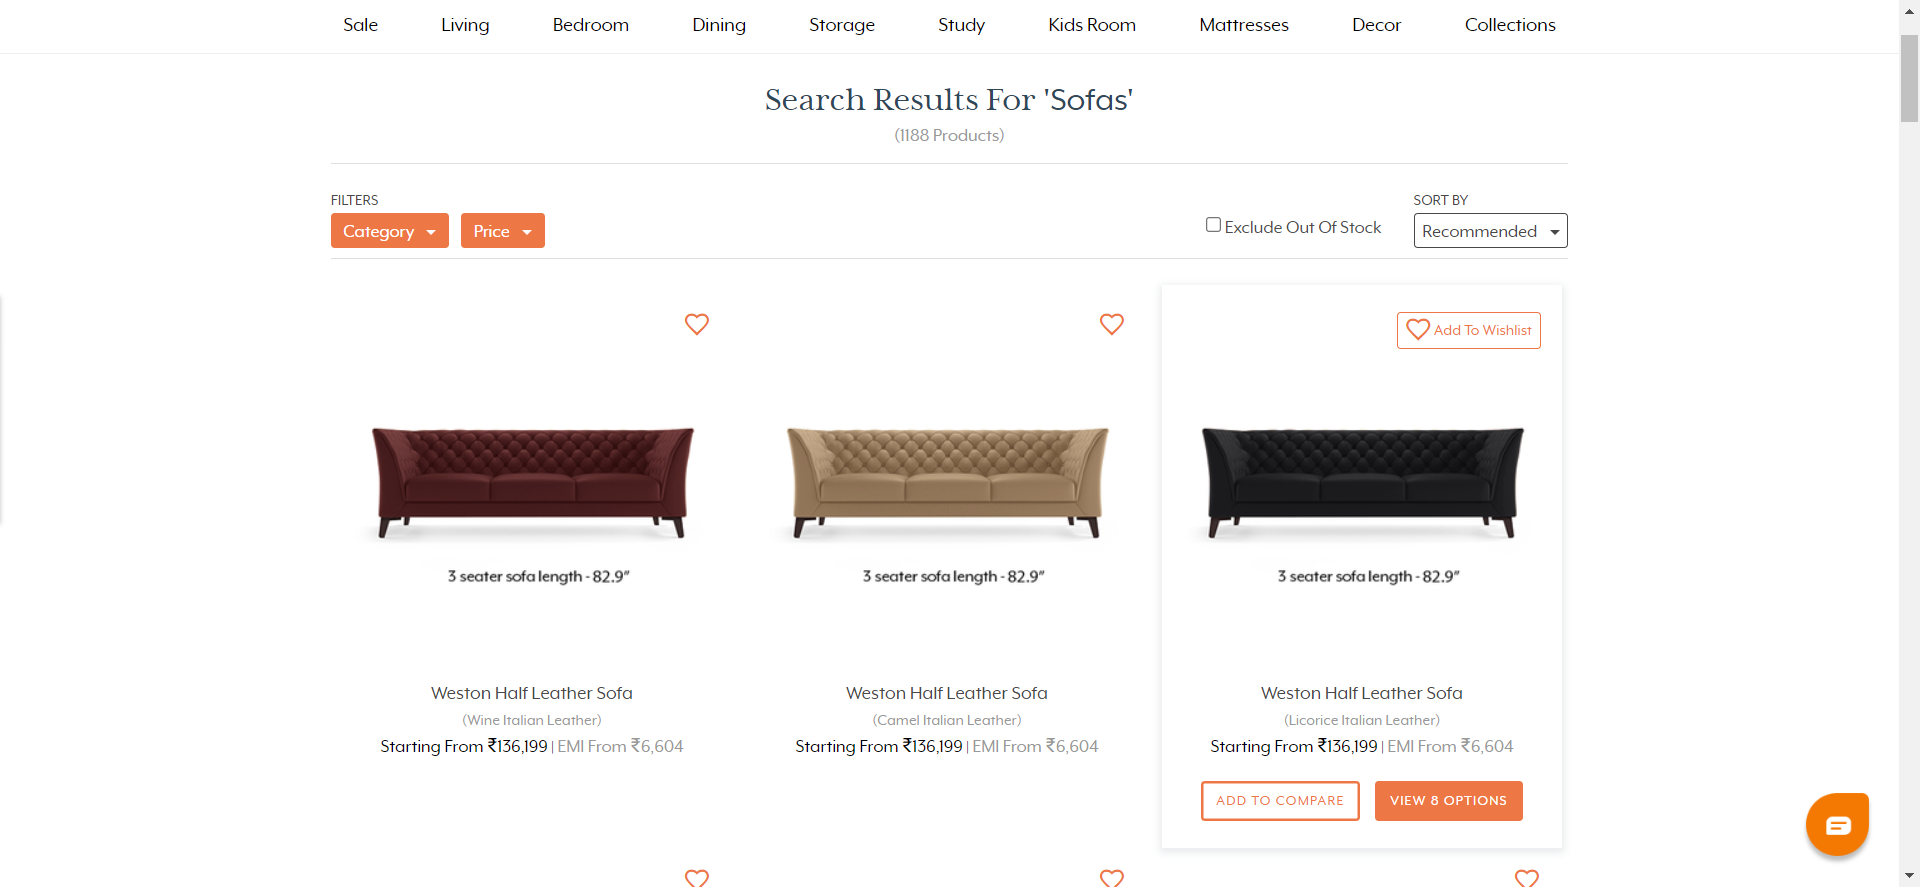 Sale Living Bedroom Dining Storage Study Kids Room Mattresses Decor Collections
Search Results For 'Sofas'
(1188 Products)
FILTERS
Category Price
Exclude Out Of Stock
SORT BY
Recommended
Add To Wishlist
3 seater sofa length - 82.9" 3 seater sofa length - 82.9" 3 seater sofa length - 82.9"
Weston Half Leather Sofa Weston Half Leather Sofa Weston Half Leather Sofa
(Wine Italian Leather) (Camel Italian Leather) (Licorice Italian Leather)
Starting From ₹136,199 | EMI From ₹6,604 Starting From ₹136,199 | EMI From ₹6,604 Starting From ₹136,199 | EMI From ₹6,604
ADD TO COMPARE VIEW 8 OPTIONS